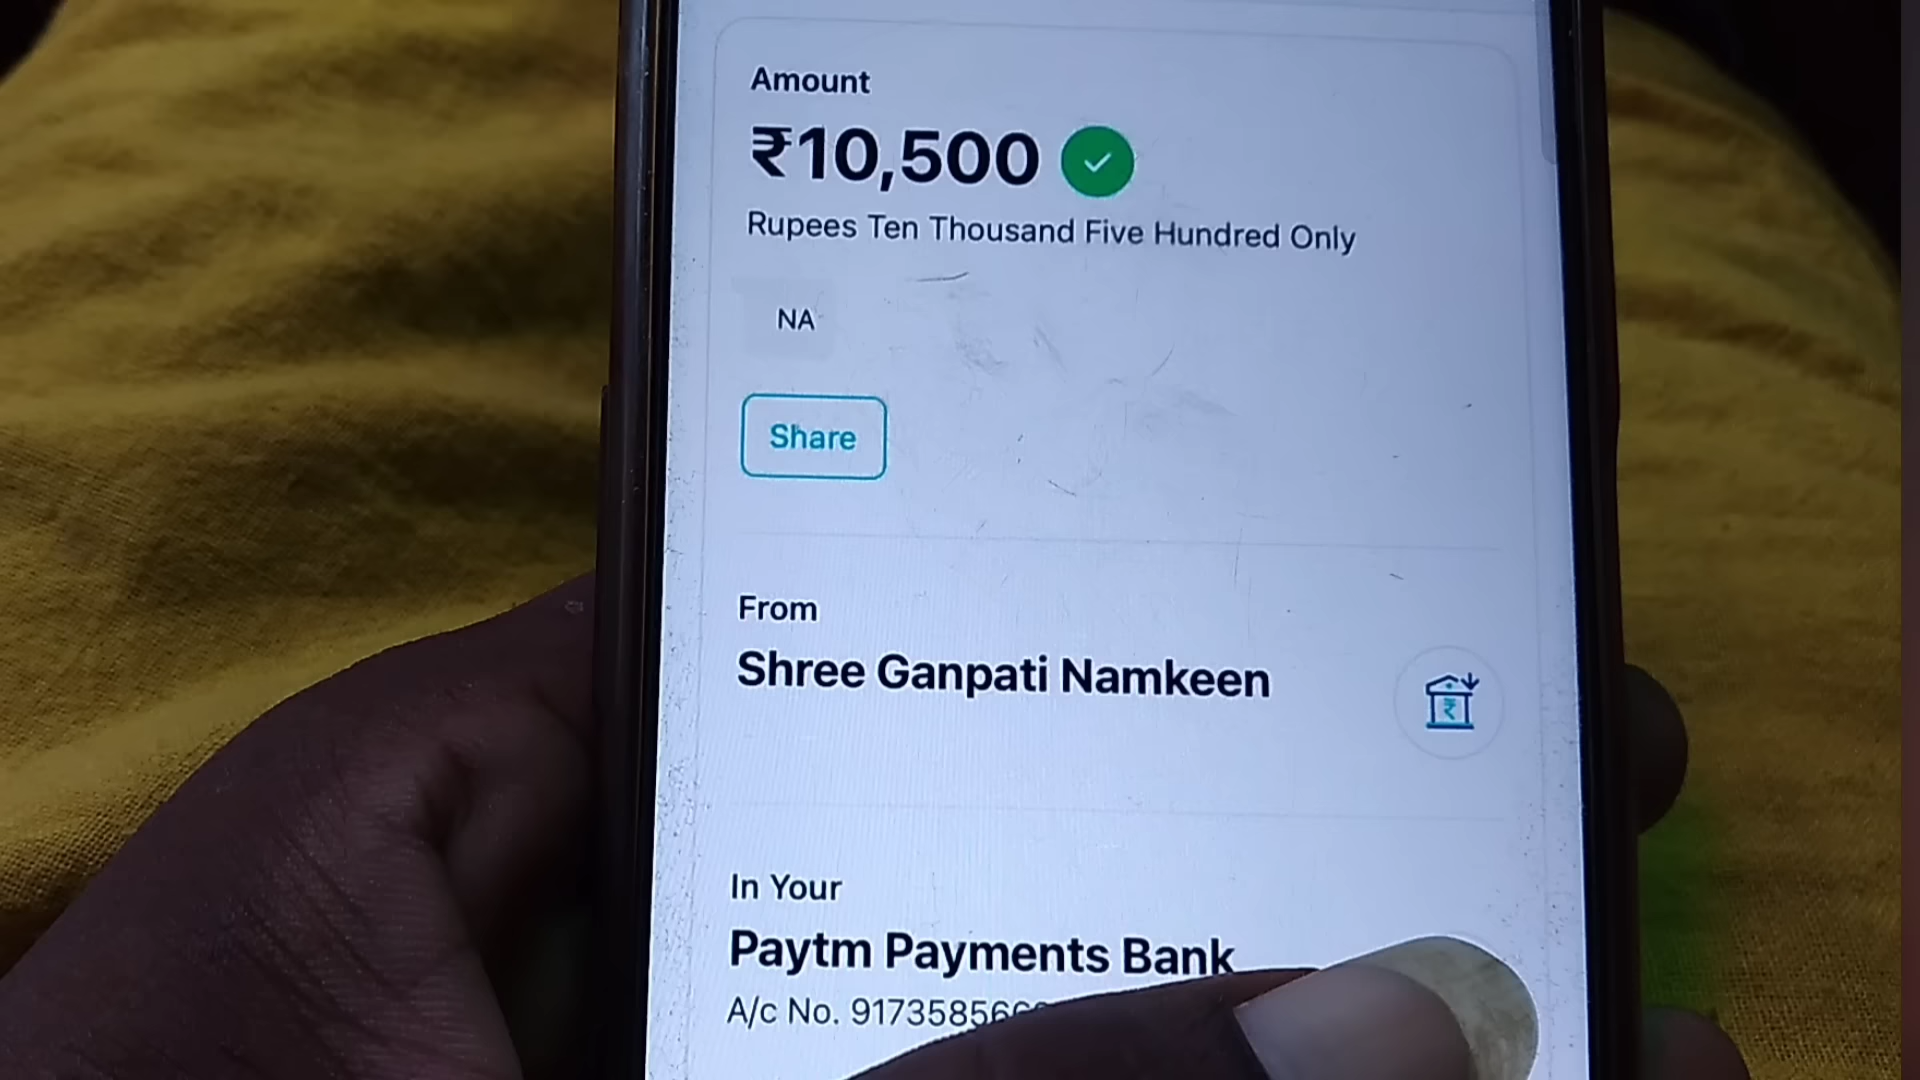 Amount
₹10,500
Rupees Ten Thousand Five Hundred Only
NA
Share
From
Shree Ganpati Namkeen
₹
In Your
Paytm Payments Bank
A/c No. 91735856